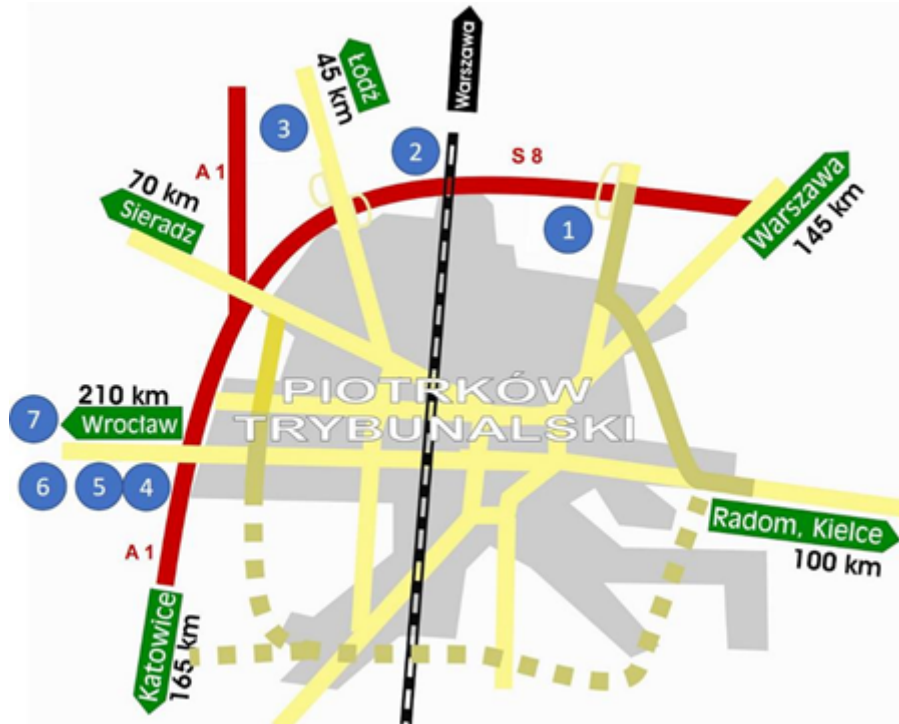 Warszawa
Łódź
45 km
3
2
S 8
A 1
70 km
Sieradz
1
Warszawa
145 km
PIOTRKÓW
TRYBUNALSKI
210 km
Wrocław
7
6
5
4
Radom, Kielce
100 km
A 1
Katowice
165 km